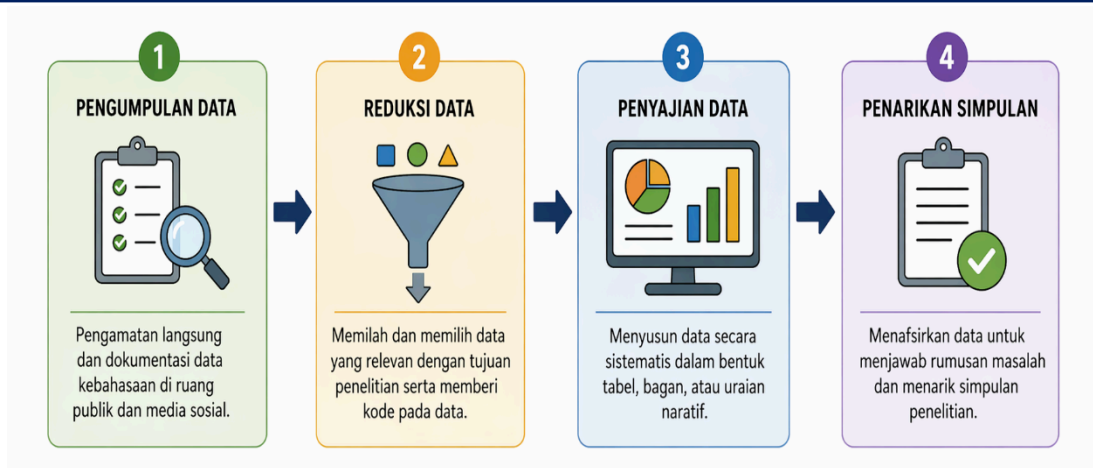 1
PENGUMPULAN DATA
Pengamatan langsung
dan dokumentasi data
kebahasaan di ruang
publik dan media sosial.
2
REDUKSI DATA
Memilah dan memilih data
yang relevan dengan tujuan
penelitian serta memberi
kode pada data.
3
PENYAJIAN DATA
Menyusun data secara
sistematis dalam bentuk
tabel, bagan, atau uraian
naratif.
4
PENARIKAN SIMPULAN
Menafsirkan data untuk
menjawab rumusan masalah
dan menarik simpulan
penelitian.